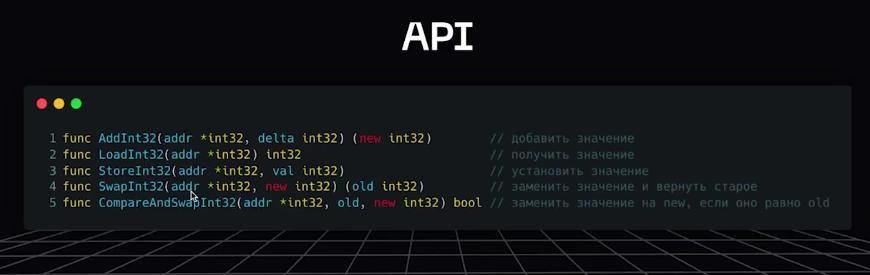 API
1 func AddInt32(addr *int32, delta int32) (new int32) // добавить значение
2 func LoadInt32(addr *int32) int32 // получить значение
3 func StoreInt32(addr *int32, val int32) // установить значение
4 func SwapInt32(addr *int32, new int32) (old int32) // заменить значение и вернуть старое
5 func CompareAndSwapInt32(addr *int32, old, new int32) bool // заменить значение на new, если оно равно old